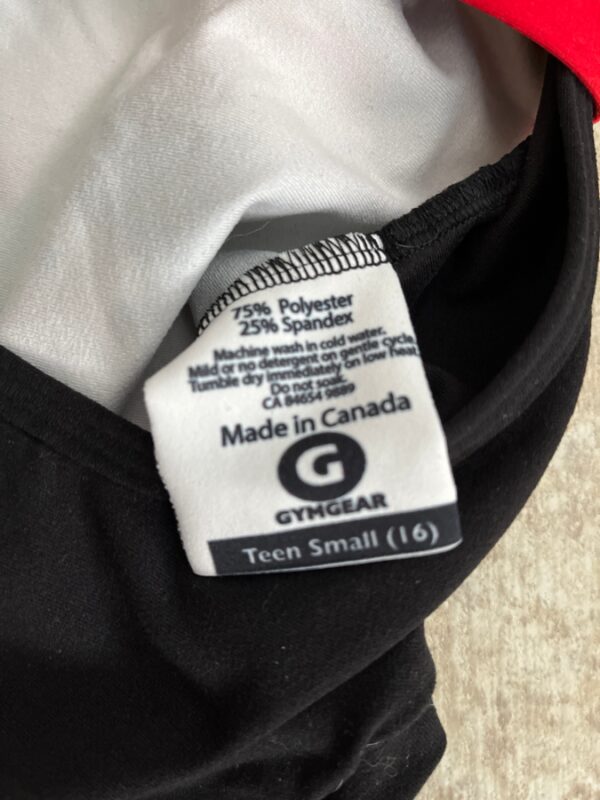 75% Polyester
25% Spandex
Machine wash in cold water.
Mild or no detergent on gentle cycle.
Tumble dry immediately on low heat.
Do not soak.
CA 84654 9889
Made in Canada
G
GYMGEAR
Teen Small (16)